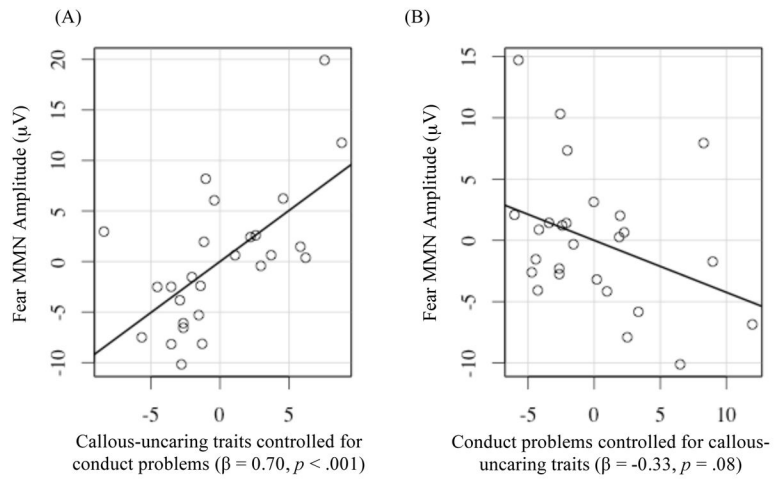 (A)
Fear MMN Amplitude (μV)
20
15
10
5
0
-5
-10
-5 0 5
Callous-uncaring traits controlled for
conduct problems (β = 0.70, p < .001)
(B)
Fear MMN Amplitude (μV)
15
10
5
0
-5
-10
-5 0 5 10
Conduct problems controlled for callous-
uncaring traits (β = -0.33, p = .08)